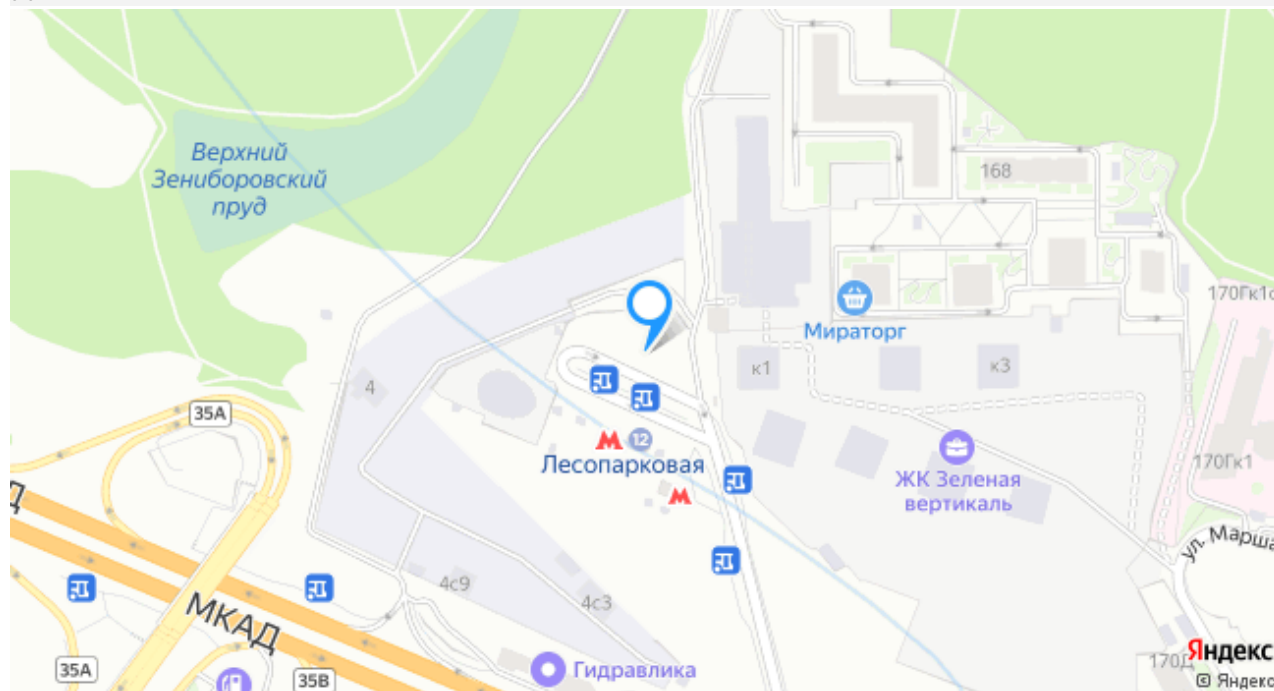 Верхний
Зениборовский
пруд
168
170Гк1с
Мираторг
к1
к3
4
35А
12
Лесопарковая
ЖК Зеленая
вертикаль
170Гк1
ул. Марша
4с9
4с3
МКАД
35А
35В
Гидравлика
170Д
Яндекс
© Яндекс